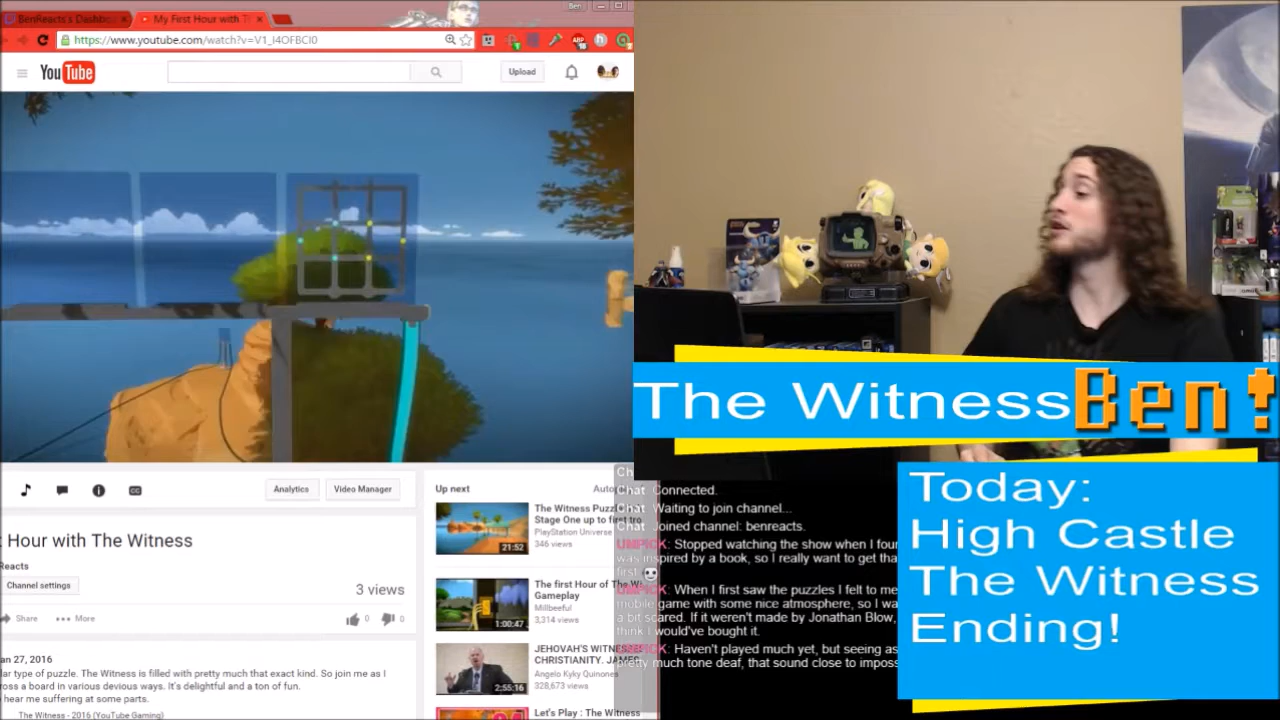 BenReacts's Dashbo
My First Hour with Th
Ben
https://www.youtube.com/watch?v=V1_I4OFBCI0
YouTube
Upload
The Witness
Ben!
Analytics
Video Manager
Up next
: Hour with The Witness
Reacts
Channel settings
3 views
Share
More
0
0
an 27, 2016
lar type of puzzle. The Witness is filled with pretty much that exact kind. So join me as I
ross a board in various devious ways. It's delightful and a ton of fun.
hear me suffering at some parts.
The Witness - 2016 (YouTube Gaming)
The Witness Puzz
Stage One up to first tro
PlayStation Universe
346 views
21:52
The first Hour of The Wi
Gameplay
Millbeeful
3,314 views
1:00:47
JEHOVAH'S WITNESS
CHRISTIANITY. JAMES
Angelo Kyky Quinones
328,673 views
2:55:16
Let's Play : The Witness
Chat Connected.
Chat Waiting to join channel...
Chat Joined channel: benreacts.
UMPICK: Stopped watching the show when I four
was inspired by a book, so I really want to get tha
first
UMPICK: When I first saw the puzzles I felt to me
mobile game with some nice atmosphere, so I wa
a bit scared. If it weren't made by Jonathan Blow,
think I would've bought it.
UMPICK: Haven't played much yet, but seeing as
pretty much tone deaf, that sound close to imposs
Today:
High Castle
The Witness
Ending!